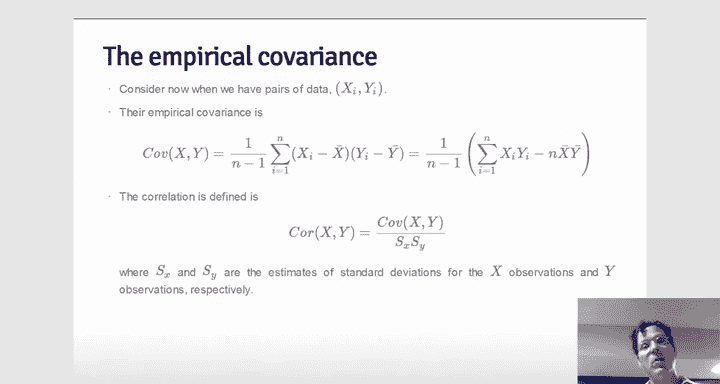 The empirical covariance
· Consider now when we have pairs of data, (Xᵢ, Yᵢ).
· Their empirical covariance is
Cov(X, Y) = \frac{1}{n-1} \sum_{i=1}^{n} (X_i - \bar{X})(Y_i - \bar{Y}) = \frac{1}{n-1} \left( \sum_{i=1}^{n} X_i Y_i - n\bar{X}\bar{Y} \right)
· The correlation is defined is
Cor(X, Y) = \frac{Cov(X, Y)}{S_x S_y}
where Sₓ and S_y are the estimates of standard deviations for the X observations and Y
observations, respectively.